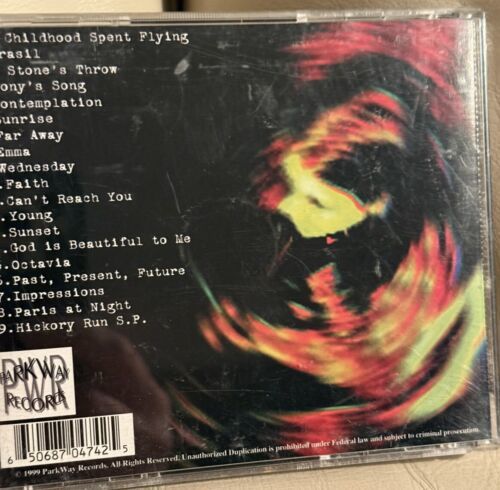 Childhood Spent Flying
rasil
Stone's Throw
ony's Song
ontemplation
unrise
Far Away
Emma
Wednesday
.Faith
.Can't Reach You
.Young
.Sunset
.God is Beautiful to Me
.Octavia
.Past, Present, Future
7.Impressions
8.Paris at Night
9.Hickory Run S.P.
PARKWAY
RECORDS
6 50687 04742 5
© 1999 ParkWay Records. All Rights Reserved. Unauthorized Duplication is prohibited under Federal law and subject to criminal prosecution.